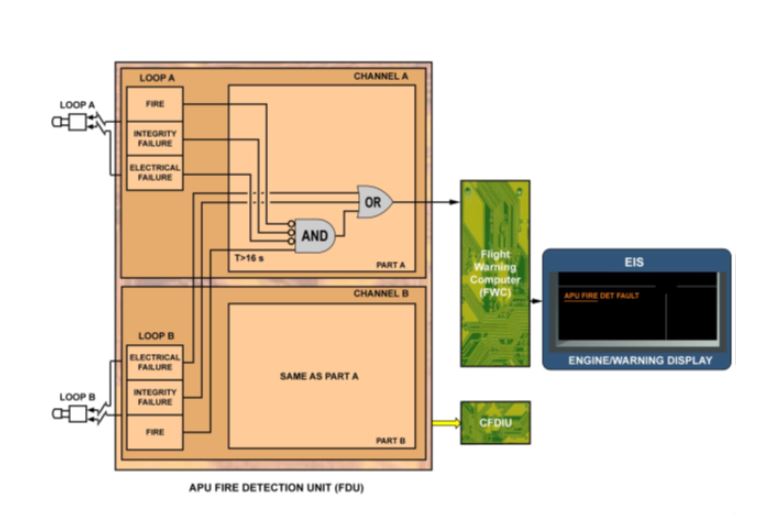 LOOP A
CHANNEL A
LOOP A
FIRE
INTEGRITY
FAILURE
ELECTRICAL
FAILURE
OR
AND
T>16 s
PART A
Flight
Warning
Computer
(FWC)
EIS
APU FIRE DET FAULT
ENGINE/WARNING DISPLAY
CHANNEL B
LOOP B
ELECTRICAL
FAILURE
INTEGRITY
FAILURE
FIRE
LOOP B
SAME AS PART A
PART B
CFDIU
APU FIRE DETECTION UNIT (FDU)